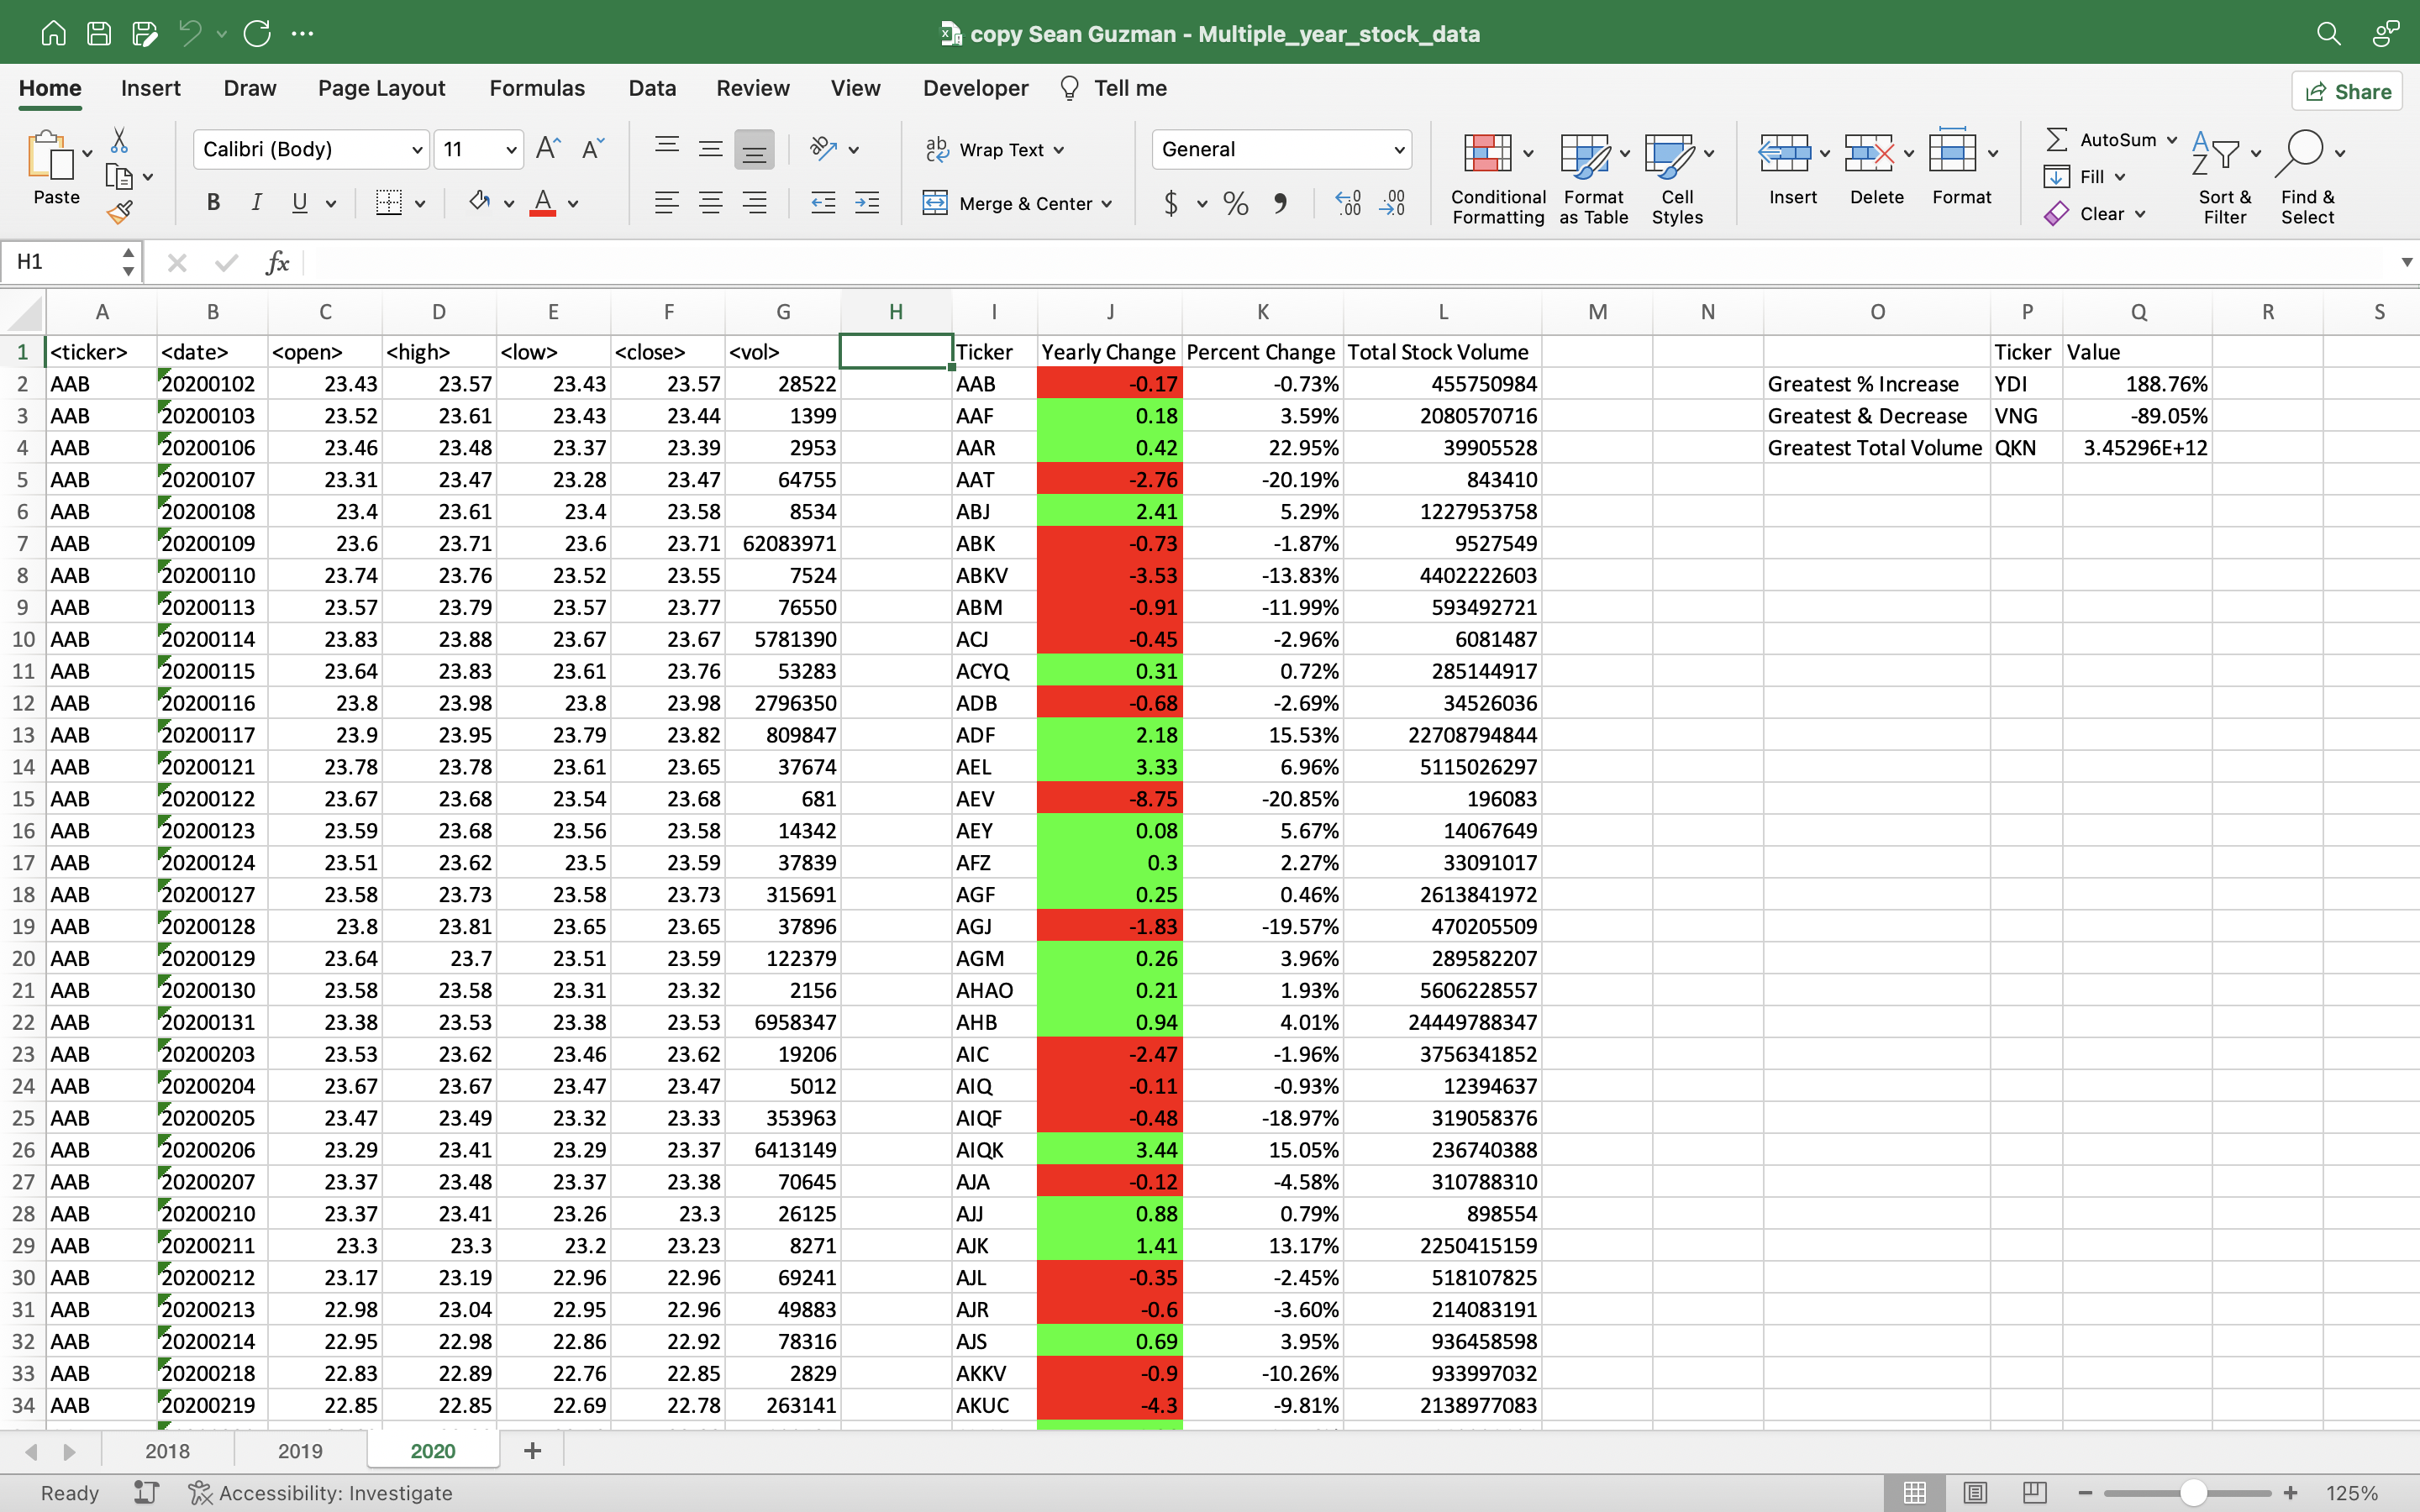 copy Sean Guzman - Multiple_year_stock_data
Home Insert Draw Page Layout Formulas Data Review View Developer Tell me Share
Paste Calibri (Body) 11 Wrap Text General AutoSum
B I U Merge & Center $ % Conditional Formatting Format as Table Cell Styles Insert Delete Format Fill Clear Sort & Filter Find & Select
H1 fx
A B C D E F G H I J K L M N O P Q R S
1 <ticker> <date> <open> <high> <low> <close> <vol> Ticker Yearly Change Percent Change Total Stock Volume Ticker Value
2 AAB 20200102 23.43 23.57 23.43 23.57 28522 AAB -0.17 -0.73% 455750984 Greatest % Increase YDI 188.76%
3 AAB 20200103 23.52 23.61 23.43 23.44 1399 AAF 0.18 3.59% 2080570716 Greatest & Decrease VNG -89.05%
4 AAB 20200106 23.46 23.48 23.37 23.39 2953 AAR 0.42 22.95% 39905528 Greatest Total Volume QKN 3.45296E+12
5 AAB 20200107 23.31 23.47 23.28 23.47 64755 AAT -2.76 -20.19% 843410
6 AAB 20200108 23.4 23.61 23.4 23.58 8534 ABJ 2.41 5.29% 1227953758
7 AAB 20200109 23.6 23.71 23.6 23.71 62083971 ABK -0.73 -1.87% 9527549
8 AAB 20200110 23.74 23.76 23.52 23.55 7524 ABKV -3.53 -13.83% 4402222603
9 AAB 20200113 23.57 23.79 23.57 23.77 76550 ABM -0.91 -11.99% 593492721
10 AAB 20200114 23.83 23.88 23.67 23.67 5781390 ACJ -0.45 -2.96% 6081487
11 AAB 20200115 23.64 23.83 23.61 23.76 53283 ACYQ 0.31 0.72% 285144917
12 AAB 20200116 23.8 23.98 23.8 23.98 2796350 ADB -0.68 -2.69% 34526036
13 AAB 20200117 23.9 23.95 23.79 23.82 809847 ADF 2.18 15.53% 22708794844
14 AAB 20200121 23.78 23.78 23.61 23.65 37674 AEL 3.33 6.96% 5115026297
15 AAB 20200122 23.67 23.68 23.54 23.68 681 AEV -8.75 -20.85% 196083
16 AAB 20200123 23.59 23.68 23.56 23.58 14342 AEY 0.08 5.67% 14067649
17 AAB 20200124 23.51 23.62 23.5 23.59 37839 AFZ 0.3 2.27% 33091017
18 AAB 20200127 23.58 23.73 23.58 23.73 315691 AGF 0.25 0.46% 2613841972
19 AAB 20200128 23.8 23.81 23.65 23.65 37896 AGJ -1.83 -19.57% 470205509
20 AAB 20200129 23.64 23.7 23.51 23.59 122379 AGM 0.26 3.96% 289582207
21 AAB 20200130 23.58 23.58 23.31 23.32 2156 AHAO 0.21 1.93% 5606228557
22 AAB 20200131 23.38 23.53 23.38 23.53 6958347 AHB 0.94 4.01% 24449788347
23 AAB 20200203 23.53 23.62 23.46 23.62 19206 AIC -2.47 -1.96% 3756341852
24 AAB 20200204 23.67 23.67 23.47 23.47 5012 AIQ -0.11 -0.93% 12394637
25 AAB 20200205 23.47 23.49 23.32 23.33 353963 AIQF -0.48 -18.97% 319058376
26 AAB 20200206 23.29 23.41 23.29 23.37 6413149 AIQK 3.44 15.05% 236740388
27 AAB 20200207 23.37 23.48 23.37 23.38 70645 AJA -0.12 -4.58% 310788310
28 AAB 20200210 23.37 23.41 23.26 23.3 26125 AJJ 0.88 0.79% 898554
29 AAB 20200211 23.3 23.3 23.2 23.23 8271 AJK 1.41 13.17% 2250415159
30 AAB 20200212 23.17 23.19 22.96 22.96 69241 AJL -0.35 -2.45% 518107825
31 AAB 20200213 22.98 23.04 22.95 22.96 49883 AJR -0.6 -3.60% 214083191
32 AAB 20200214 22.95 22.98 22.86 22.92 78316 AJS 0.69 3.95% 936458598
33 AAB 20200218 22.83 22.89 22.76 22.85 2829 AKKV -0.9 -10.26% 933997032
34 AAB 20200219 22.85 22.85 22.69 22.78 263141 AKUC -4.3 -9.81% 2138977083
2018 2019 2020 +
Ready Accessibility: Investigate 125%